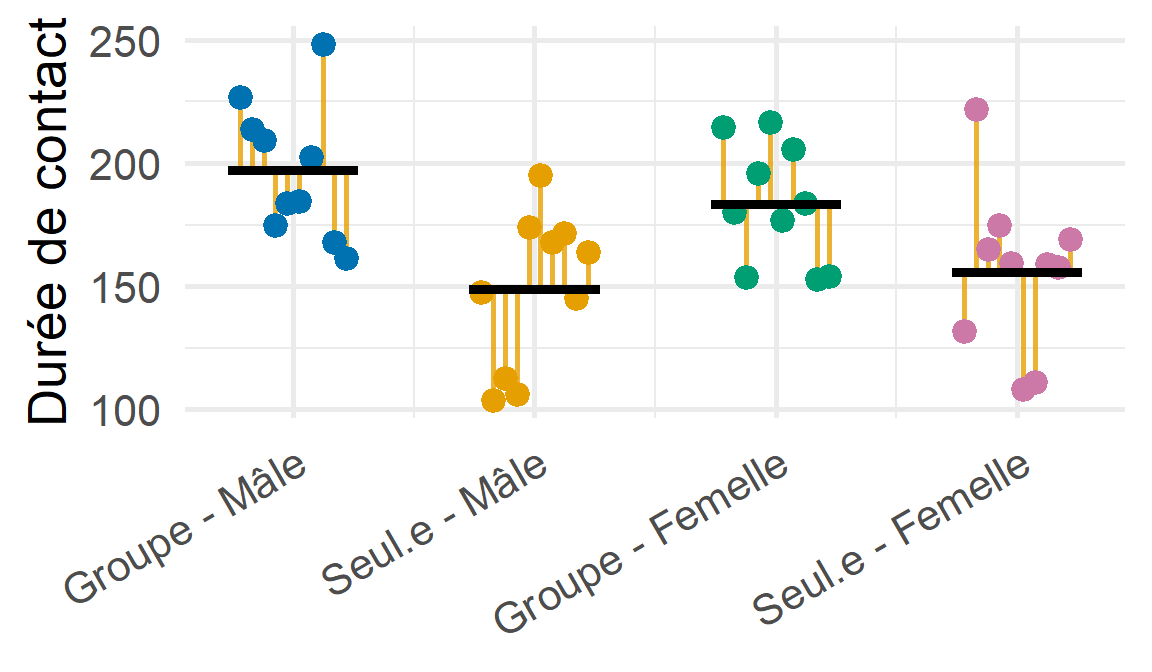 Durée de contact
250
200
150
100
Groupe - Mâle
Seul.e - Mâle
Groupe - Femelle
Seul.e - Femelle